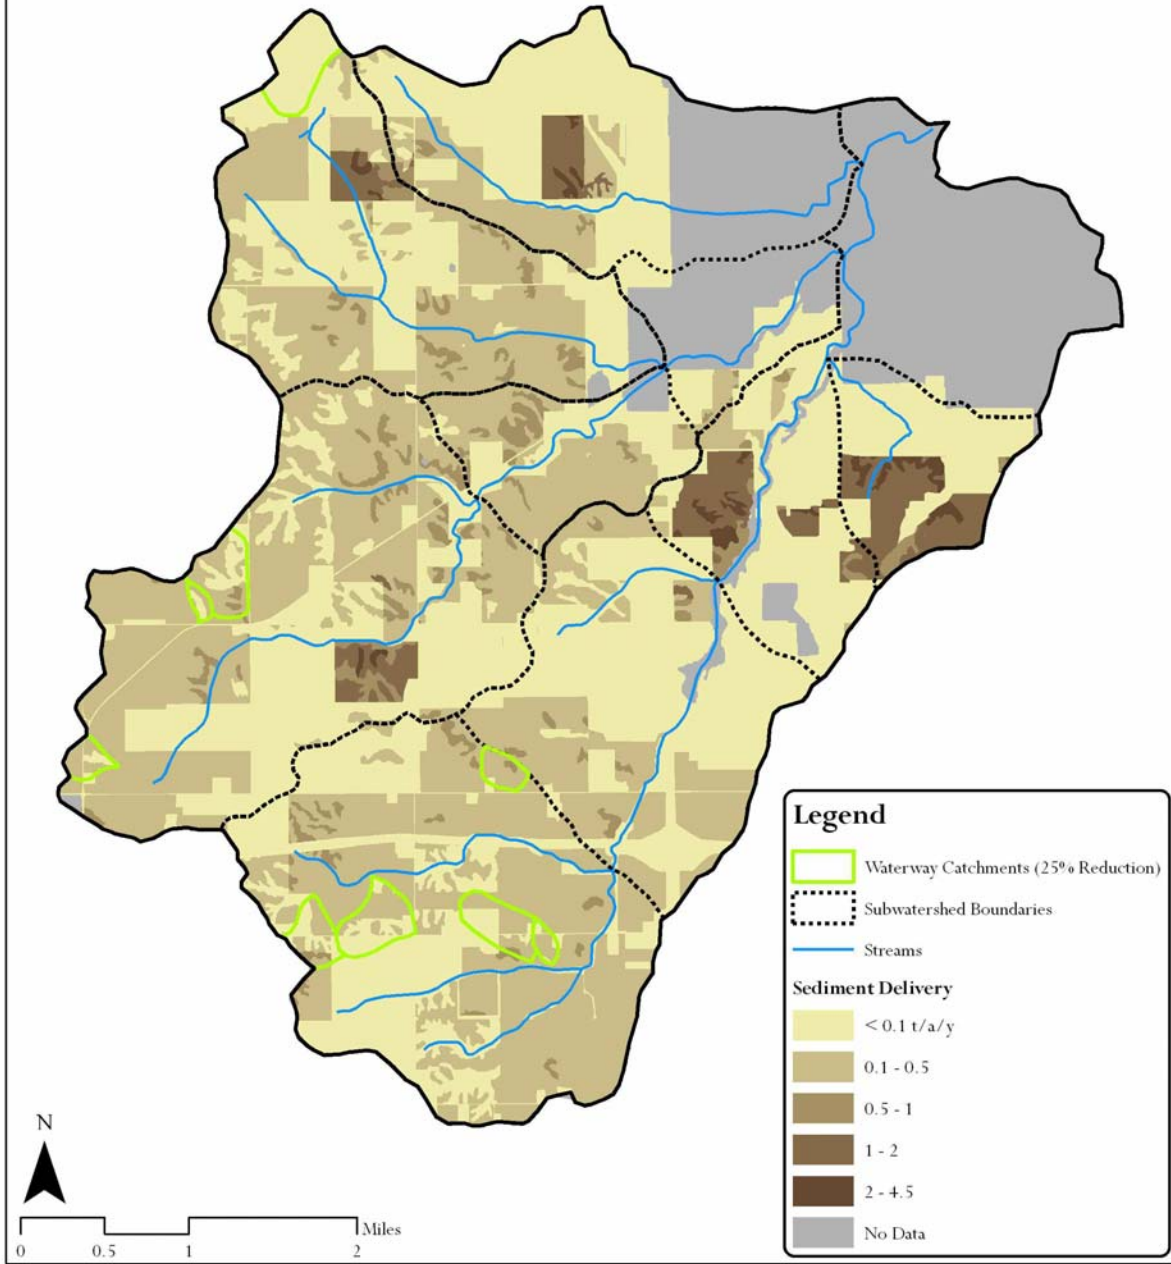 Legend
Waterway Catchments (25% Reduction)
Subwatershed Boundaries
Streams
Sediment Delivery
< 0.1 t/a/y
0.1 - 0.5
0.5 - 1
1 - 2
2 - 4.5
No Data
N
Miles
0 0.5 1 2